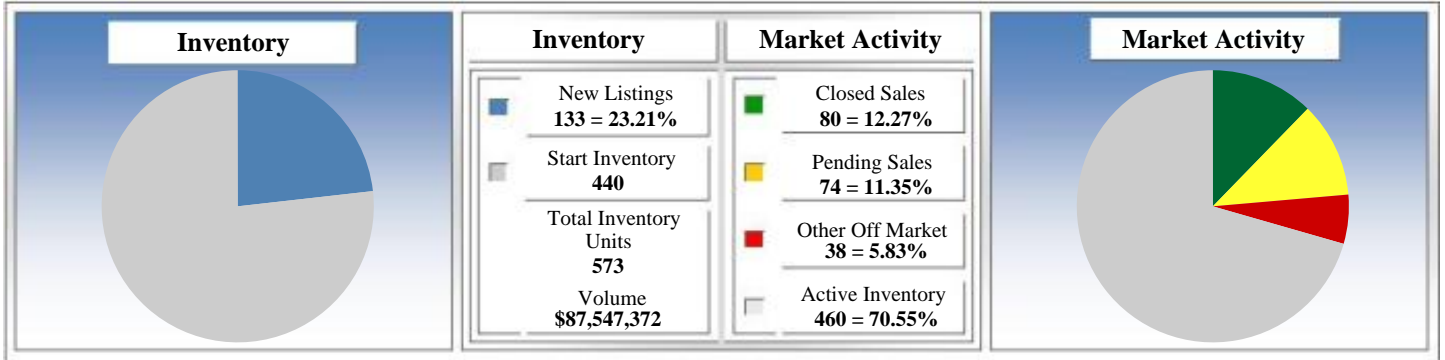 Inventory
Inventory
Market Activity
Market Activity
New Listings
133 = 23.21%
Start Inventory
440
Total Inventory
Units
573
Volume
$87,547,372
Closed Sales
80 = 12.27%
Pending Sales
74 = 11.35%
Other Off Market
38 = 5.83%
Active Inventory
460 = 70.55%